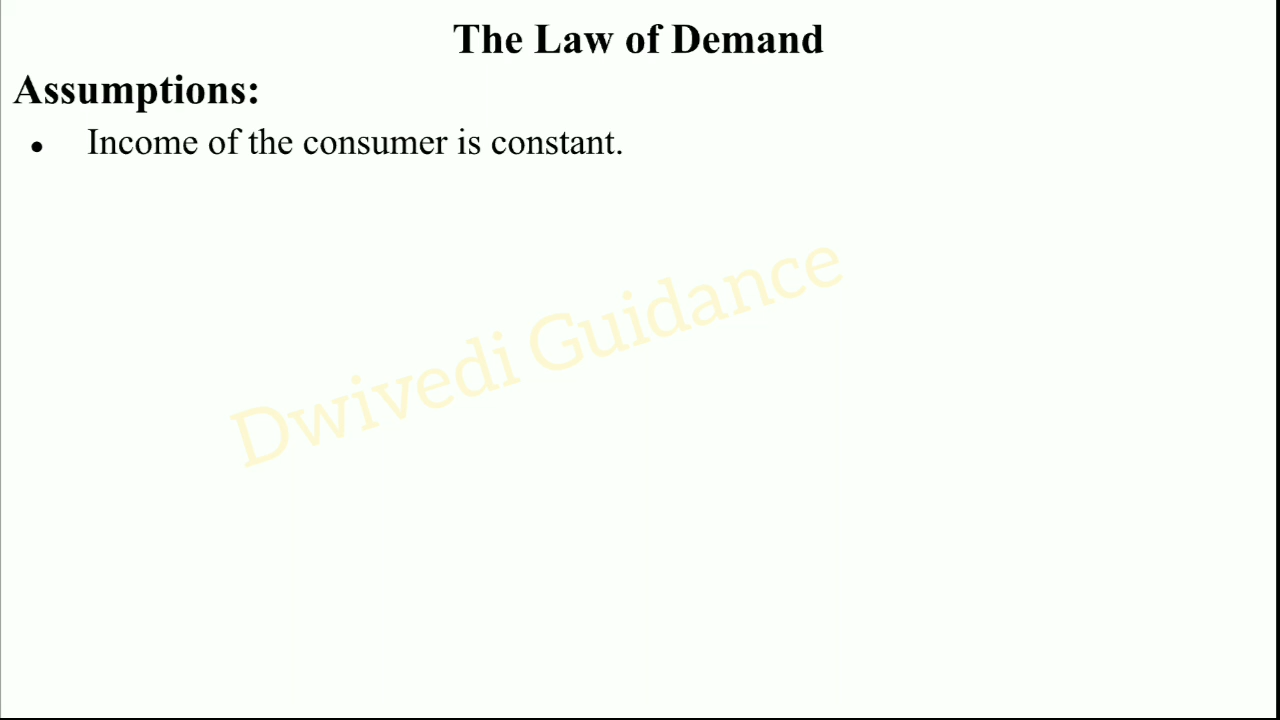 The Law of Demand
Assumptions:
• Income of the consumer is constant.
Dwivedi Guidance